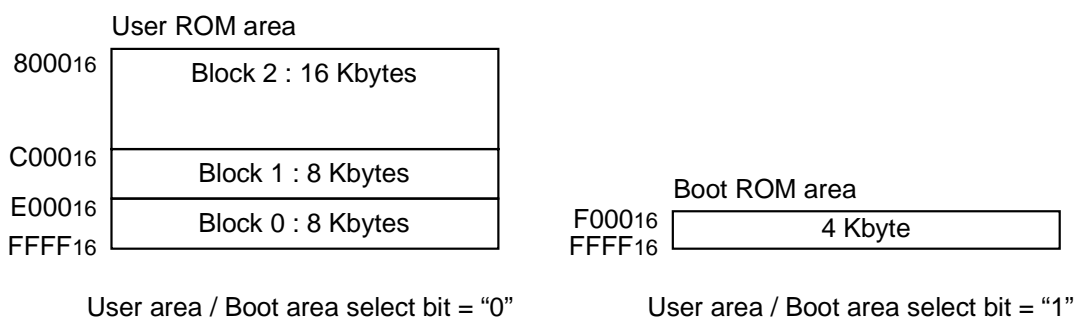 User ROM area
800016
Block 2 : 16 Kbytes
C00016
Block 1 : 8 Kbytes
E00016
Block 0 : 8 Kbytes
FFFF16
User area / Boot area select bit = “0”
Boot ROM area
F00016
4 Kbyte
FFFF16
User area / Boot area select bit = “1”